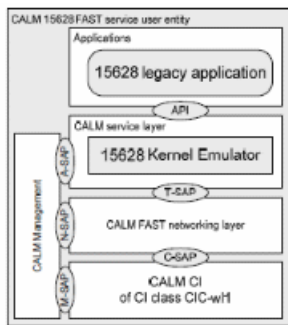 CALM 15628 FAST service user entity
Applications
15628 legacy application
API
CALM service layer
15628 Kernel Emulator
A-SAP
T-SAP
CALM Management
N-SAP
CALM FAST networking layer
C-SAP
M-SAP
CALM CI
of CI class CIC-wH